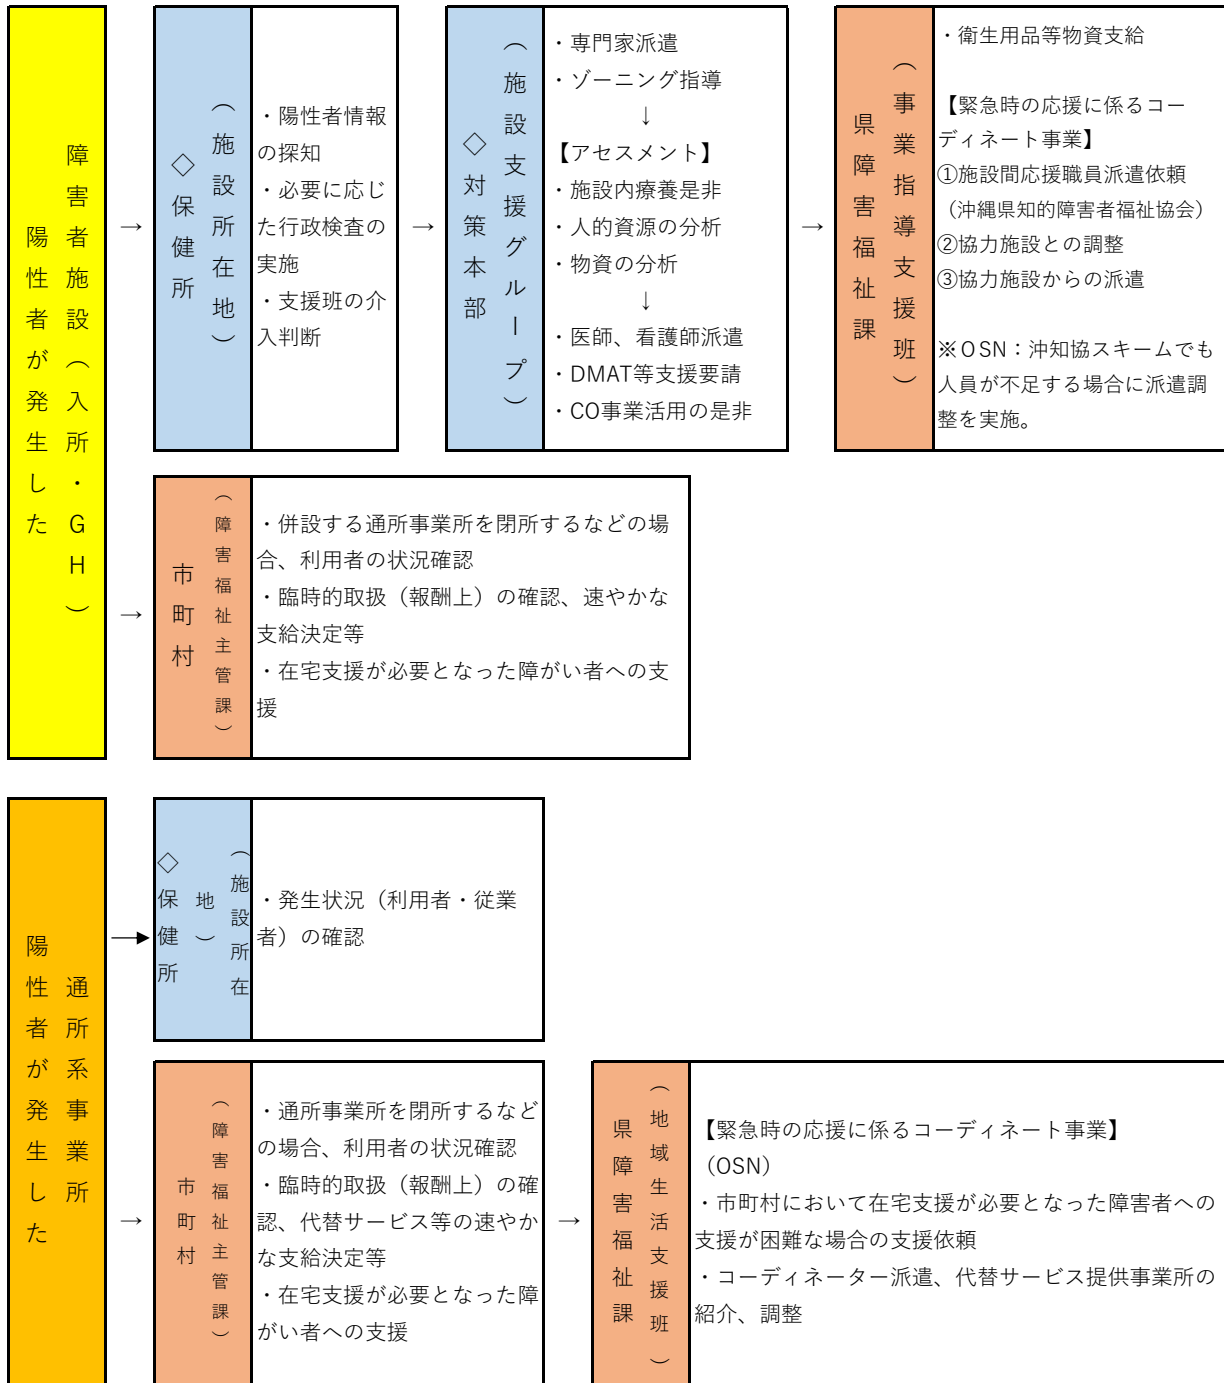 障害者施設（入所・GH）
陽性者が発生した
→
◇保健所
（施設所在地）
・陽性者情報
の探知
・必要に応じ
た行政検査の
実施
・支援班の介
入判断
→
◇対策本部
（施設支援グループ）
・専門家派遣
・ゾーニング指導
↓
【アセスメント】
・施設内療養是非
・人的資源の分析
・物資の分析
↓
・医師、看護師派遣
・DMAT等支援要請
・CO事業活用の是非
→
県障害福祉課
（事業指導支援班）
・衛生用品等物資支給
【緊急時の応援に係るコー
ディネート事業】
①施設間応援職員派遣依頼
（沖縄県知的障害者福祉協会）
②協力施設との調整
③協力施設からの派遣
※OSN：沖知協スキームでも
人員が不足する場合に派遣調
整を実施。
→
市町村
（障害福祉主管課）
・併設する通所事業所を閉所するなどの場
合、利用者の状況確認
・臨時的取扱（報酬上）の確認、速やかな
支給決定等
・在宅支援が必要となった障がい者への支
援
通所系事業所
陽性者が発生した
→
◇保健所
（施設所在
地）
・発生状況（利用者・従業
者）の確認
→
市町村
（障害福祉主管課）
・通所事業所を閉所するなど
の場合、利用者の状況確認
・臨時的取扱（報酬上）の確
認、代替サービス等の速やか
な支給決定等
・在宅支援が必要となった障
がい者への支援
→
県障害福祉課
（地域生活支援班）
【緊急時の応援に係るコーディネート事業】
（OSN）
・市町村において在宅支援が必要となった障害者への
支援が困難な場合の支援依頼
・コーディネーター派遣、代替サービス提供事業所の
紹介、調整